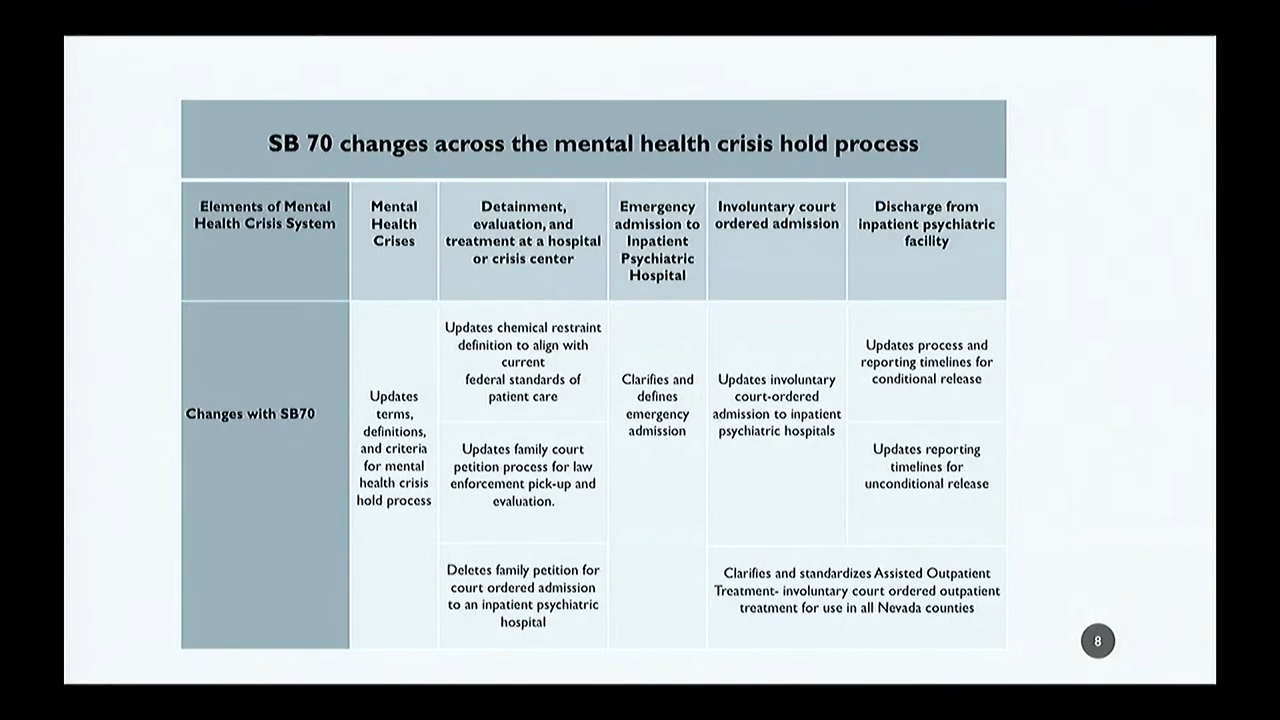 SB 70 changes across the mental health crisis hold process
Elements of Mental
Health Crisis System
Mental
Health
Crises
Detainment,
evaluation, and
treatment at a hospital
or crisis center
Emergency
admission to
Inpatient
Psychiatric
Hospital
Involuntary court
ordered admission
Discharge from
inpatient psychiatric
facility
Changes with SB70
Updates
terms,
definitions,
and criteria
for mental
health crisis
hold process
Updates chemical restraint
definition to align with
current
federal standards of
patient care
Updates family court
petition process for law
enforcement pick-up and
evaluation.
Deletes family petition for
court ordered admission
to an inpatient psychiatric
hospital
Clarifies and
defines
emergency
admission
Updates involuntary
court-ordered
admission to inpatient
psychiatric hospitals
Updates process and
reporting timelines for
conditional release
Updates reporting
timelines for
unconditional release
Clarifies and standardizes Assisted Outpatient
Treatment- involuntary court ordered outpatient
treatment for use in all Nevada counties
8